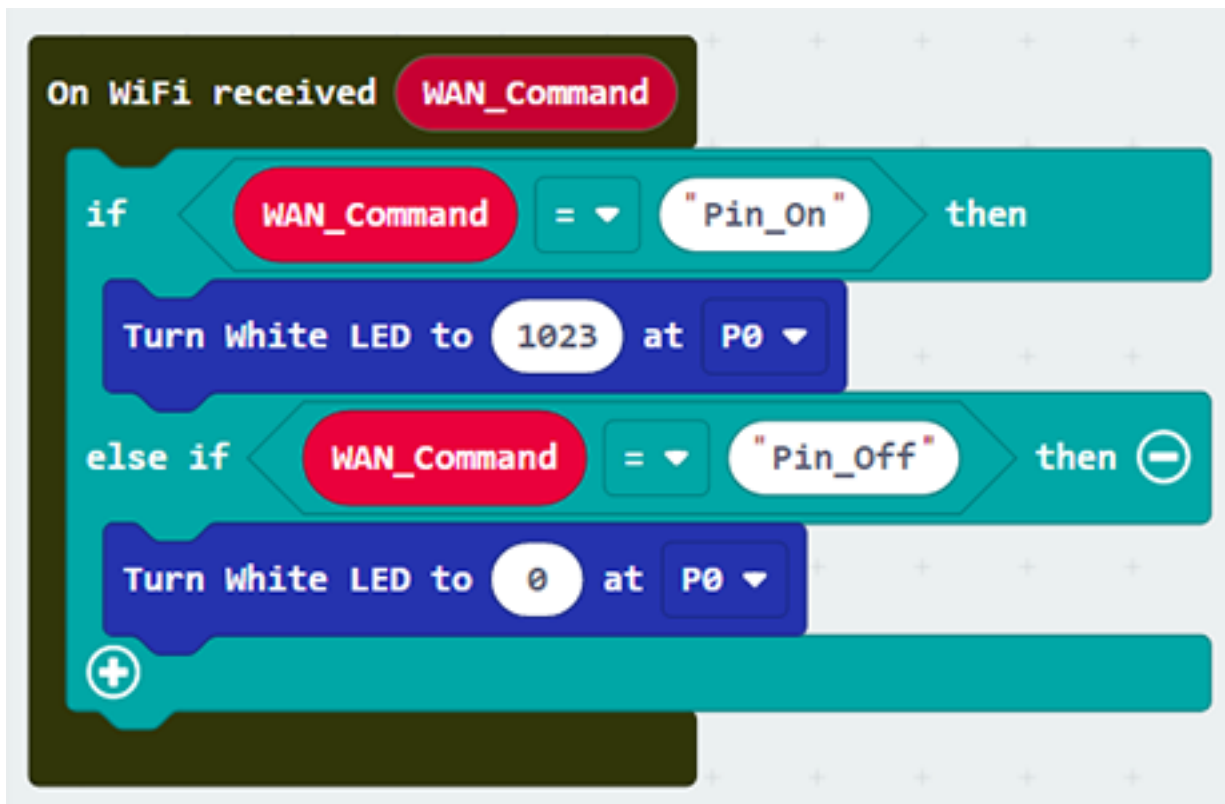 On WiFi received WAN_Command
if WAN_Command = "Pin_On" then
Turn White LED to 1023 at P0
else if WAN_Command = "Pin_Off" then
Turn White LED to 0 at P0